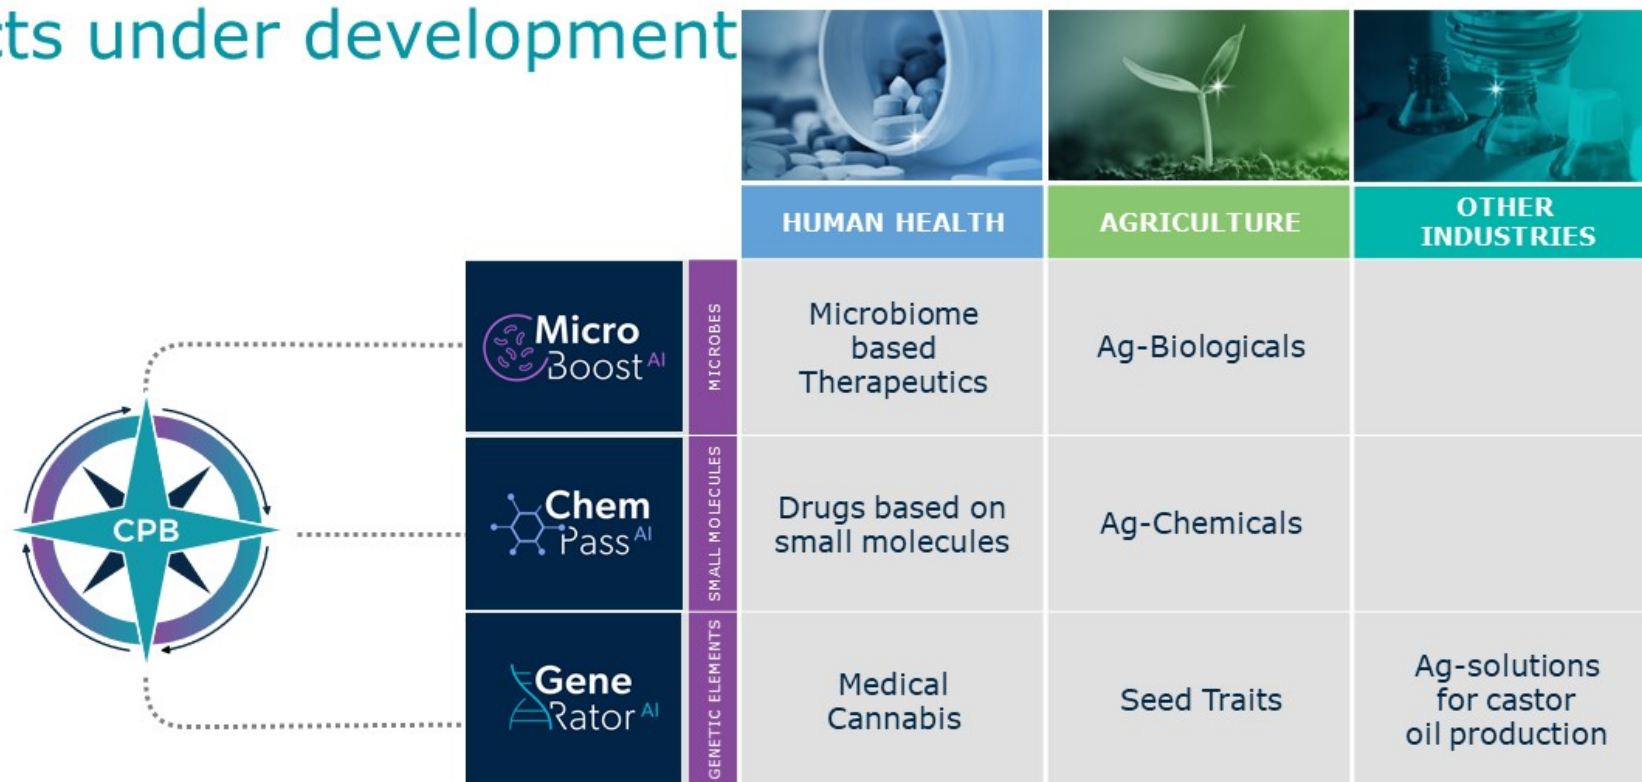 cts under development
HUMAN HEALTH
AGRICULTURE
OTHER
INDUSTRIES
Micro
Boost AI
MICROBES
Microbiome
based
Therapeutics
Ag-Biologicals
CPB
Chem
Pass AI
SMALL MOLECULES
Drugs based on
small molecules
Ag-Chemicals
Gene
Rator AI
GENETIC ELEMENTS
Medical
Cannabis
Seed Traits
Ag-solutions
for castor
oil production